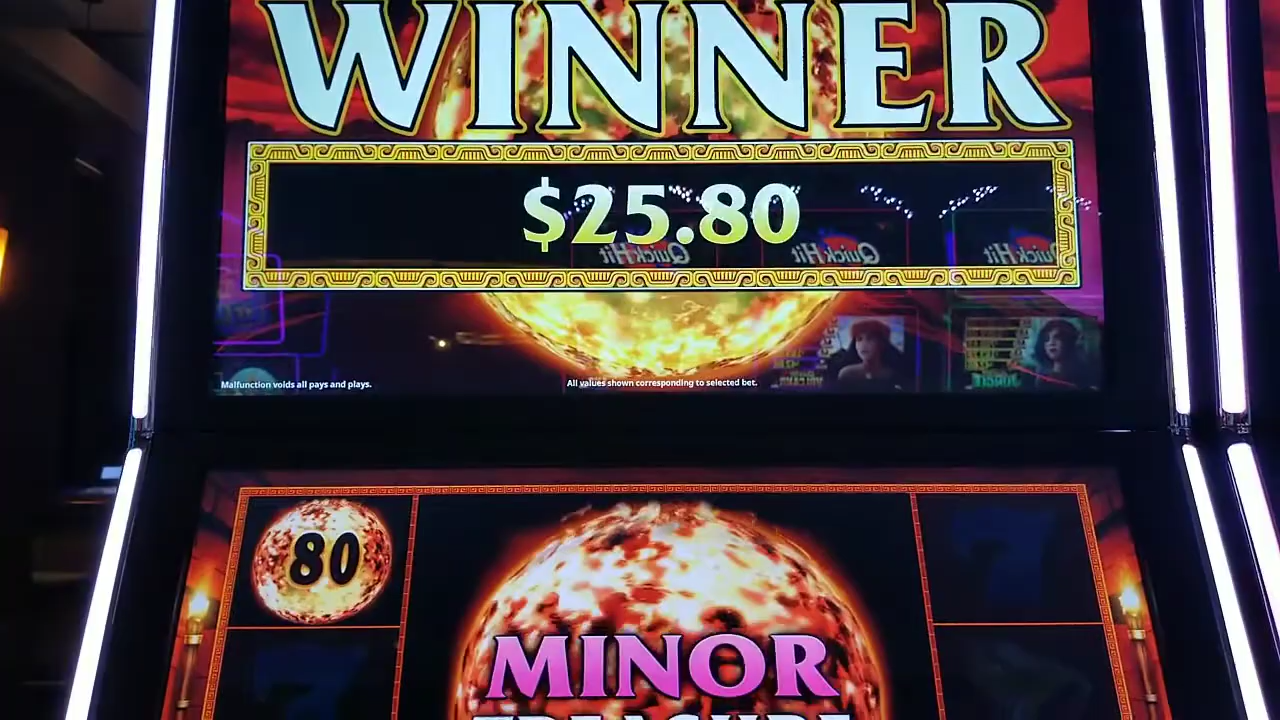 WINNER
$25.80
Quick Hit
Quick Hit
Quick Hit
Malfunction voids all pays and plays.
All values shown corresponding to selected bet.
80
MINOR
TREASURE